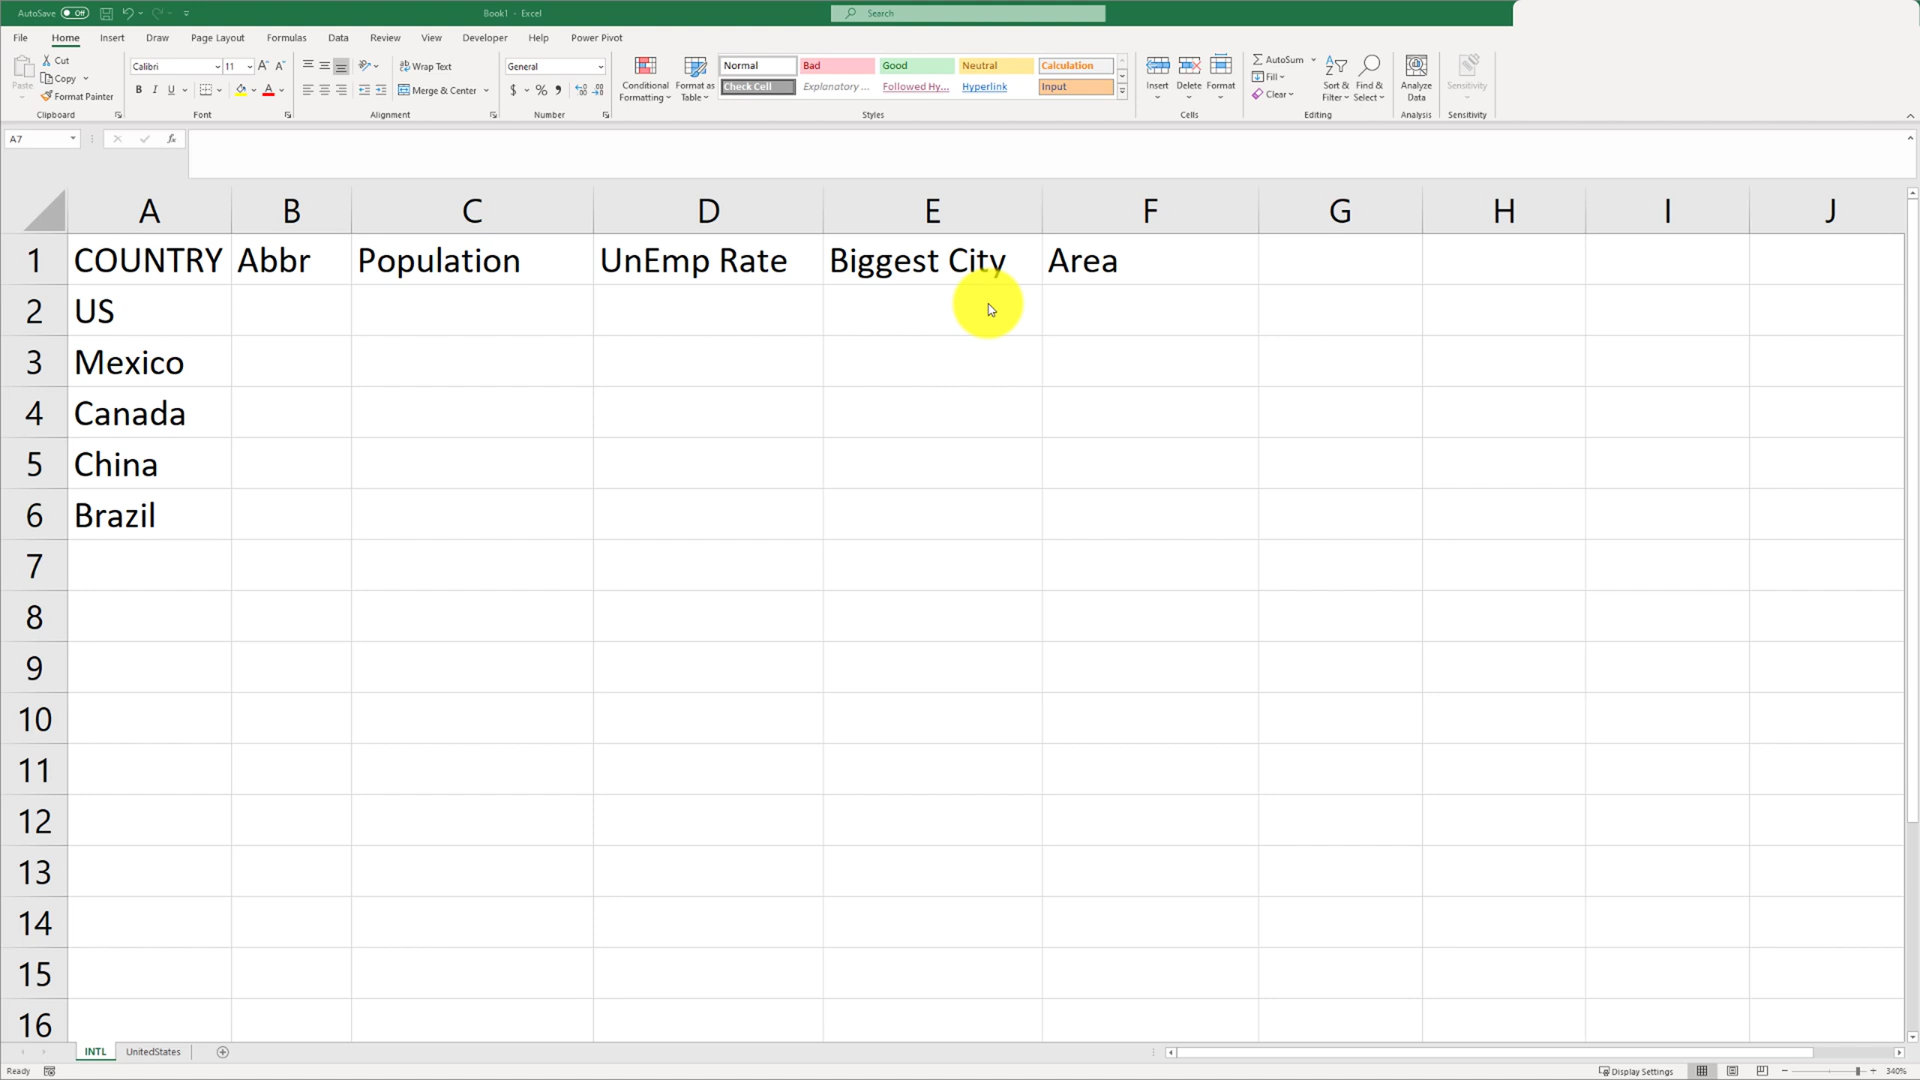 AutoSave Off Book1 - Excel Search
File Home Insert Draw Page Layout Formulas Data Review View Developer Help Power Pivot
Paste Cut Copy Format Painter Clipboard
Calibri 11 A A B I U A Font
Wrap Text Merge & Center Alignment
General $ % , Number
Conditional Formatting Format as Table Normal Bad Good Neutral Calculation
Check Cell Explanatory ... Followed Hy... Hyperlink Input Styles
Insert Delete Format Cells
AutoSum Fill Clear Sort & Filter Find & Select Editing
Analyze Data Analysis Sensitivity Sensitivity
A7 fx
A B C D E F G H I J
1 COUNTRY Abbr Population UnEmp Rate Biggest City Area
2 US
3 Mexico
4 Canada
5 China
6 Brazil
7
8
9
10
11
12
13
14
15
16
INTL UnitedStates
Ready Display Settings 340%